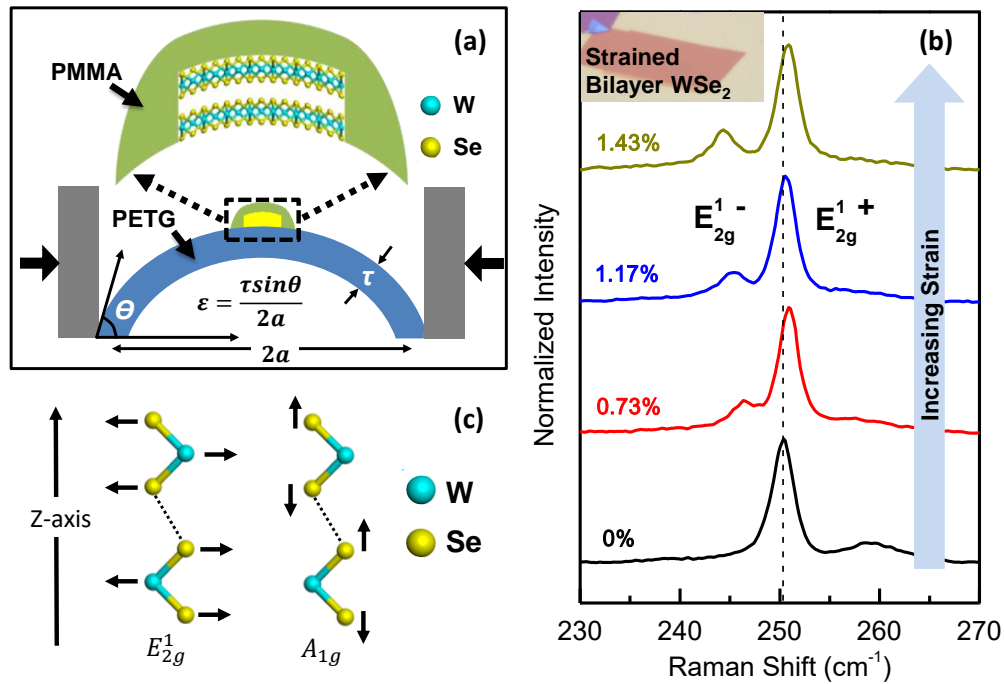 (a)
PMMA
W
Se
PETG
τ
θ
ε = τsinθ / 2a
2a
(b)
Strained
Bilayer WSe₂
1.43%
E¹₂g -
E¹₂g +
1.17%
0.73%
0%
Increasing Strain
Normalized Intensity
230 240 250 260 270
Raman Shift (cm⁻¹)
(c)
Z-axis
W
Se
E¹₂g
A₁g